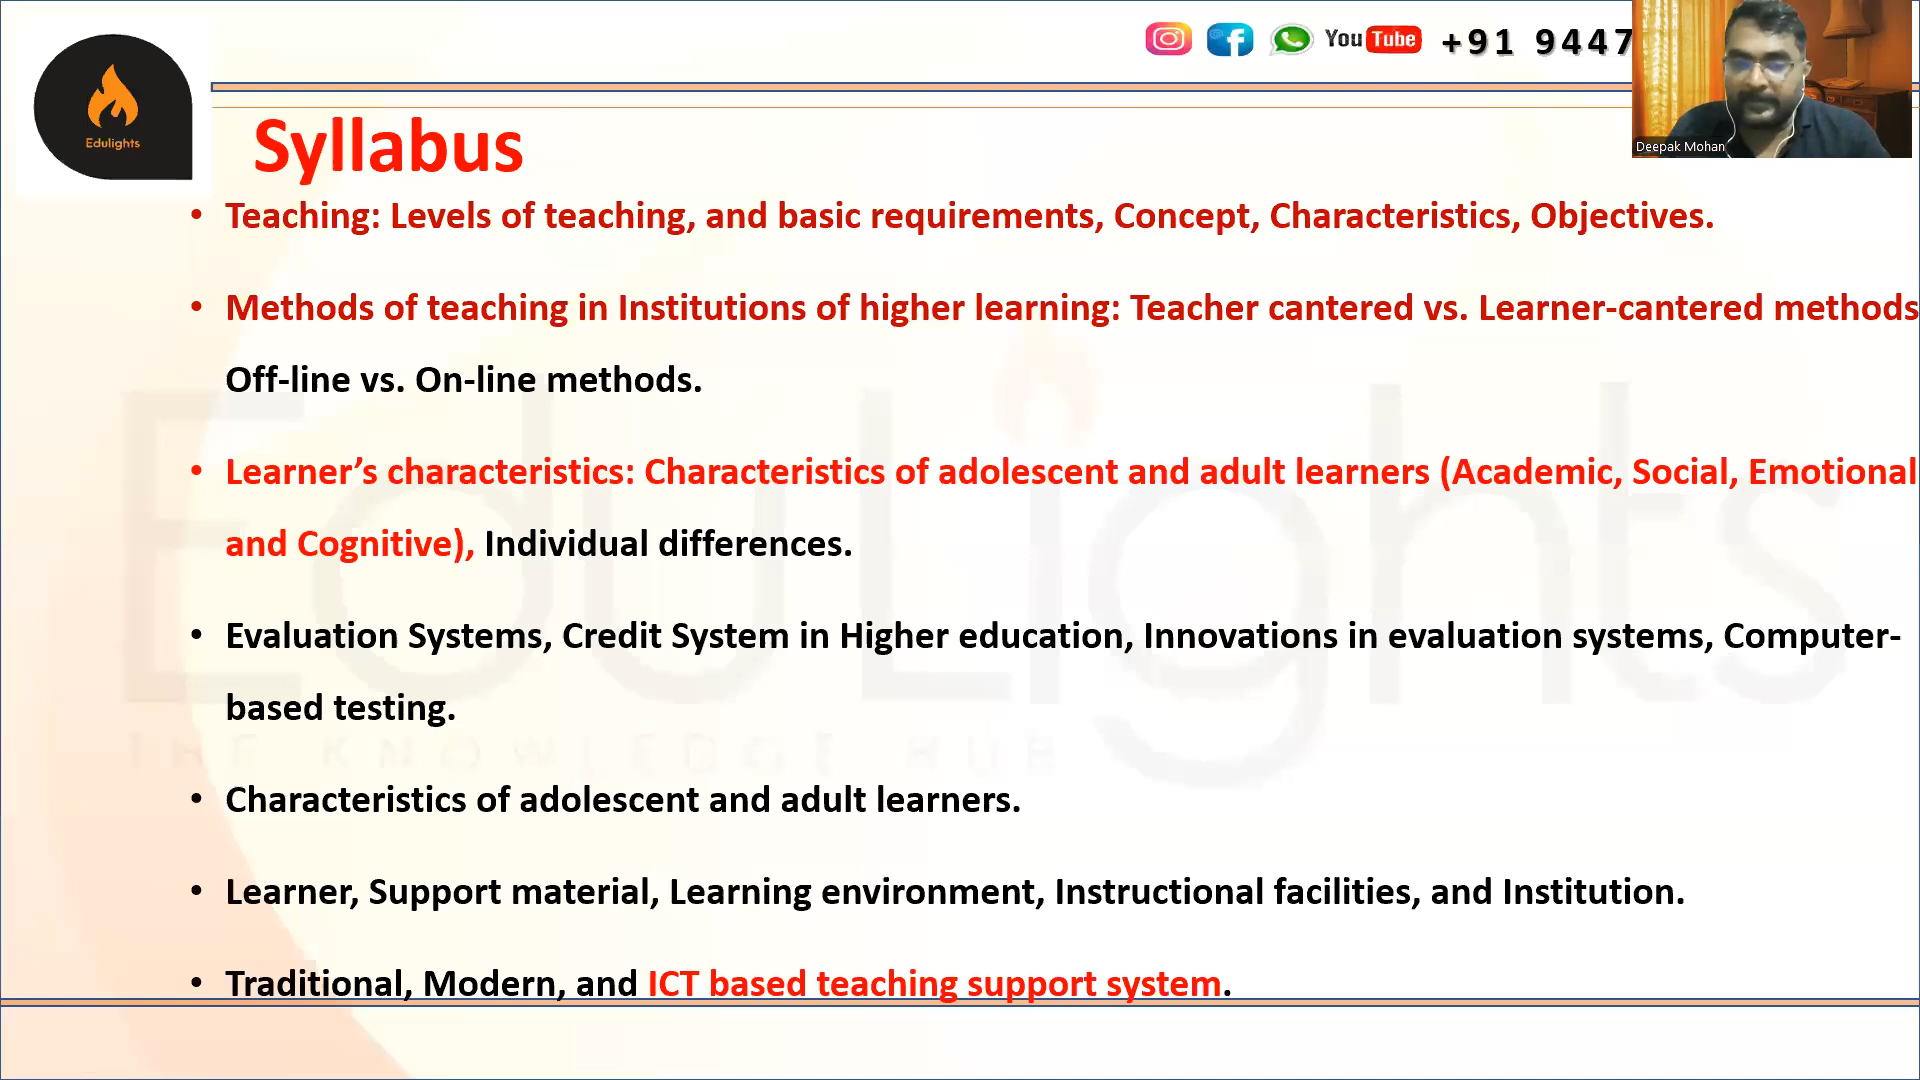 You Tube +91 9447
Edulights
Deepak Mohan
Syllabus
• Teaching: Levels of teaching, and basic requirements, Concept, Characteristics, Objectives.
• Methods of teaching in Institutions of higher learning: Teacher cantered vs. Learner-cantered methods
Off-line vs. On-line methods.
• Learner’s characteristics: Characteristics of adolescent and adult learners (Academic, Social, Emotional
and Cognitive), Individual differences.
• Evaluation Systems, Credit System in Higher education, Innovations in evaluation systems, Computer-
based testing.
• Characteristics of adolescent and adult learners.
• Learner, Support material, Learning environment, Instructional facilities, and Institution.
• Traditional, Modern, and ICT based teaching support system.
EduLights
THE KNOWLEDGE HUB